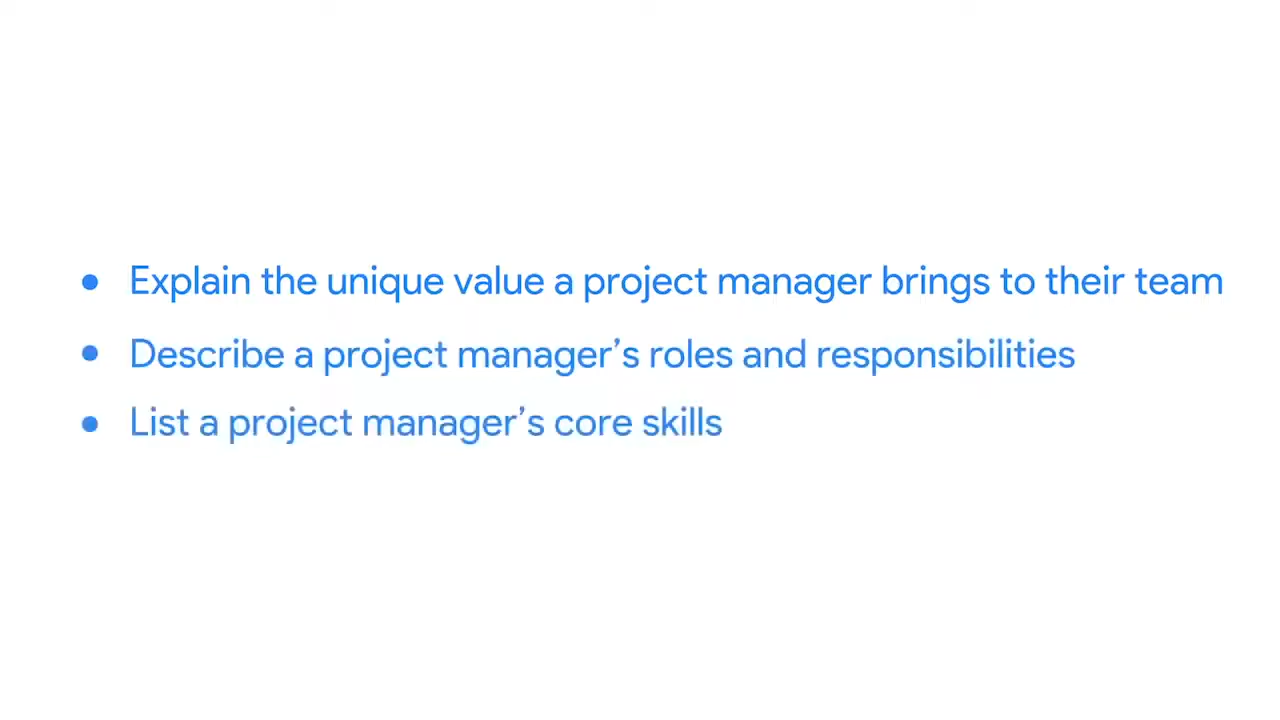 • Explain the unique value a project manager brings to their team
• Describe a project manager’s roles and responsibilities
• List a project manager’s core skills